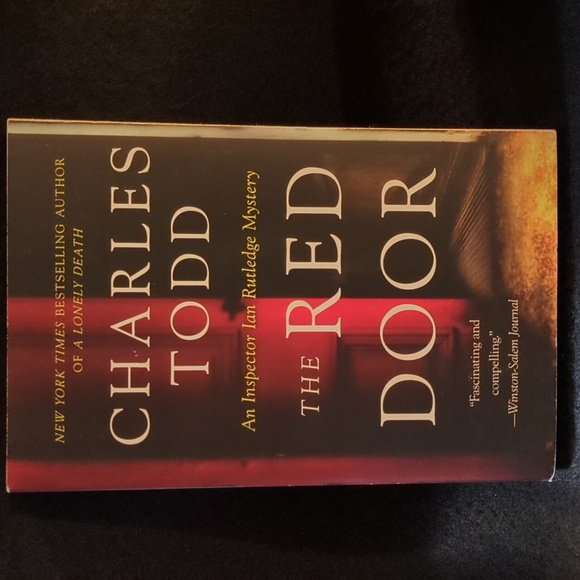 NEW YORK TIMES BESTSELLING AUTHOR
OF A LONELY DEATH
CHARLES
TODD
An Inspector Ian Rutledge Mystery
THE RED
DOOR
"Fascinating and
compelling."
—Winston-Salem Journal